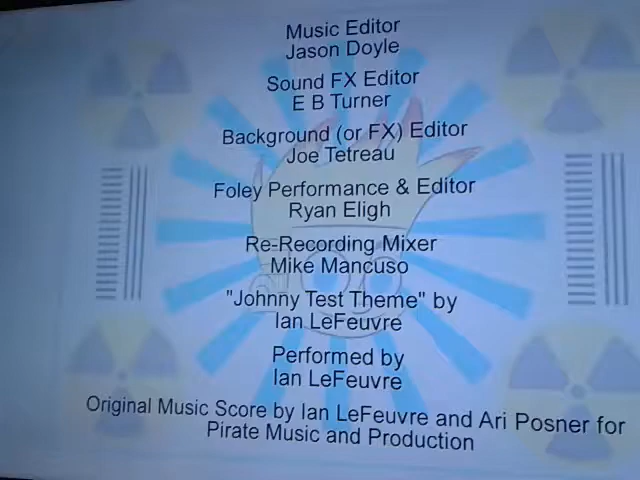 Music Editor
Jason Doyle
Sound FX Editor
E B Turner
Background (or FX) Editor
Joe Tetreau
Foley Performance & Editor
Ryan Eligh
Re-Recording Mixer
Mike Mancuso
"Johnny Test Theme" by
Ian LeFeuvre
Performed by
Ian LeFeuvre
Original Music Score by Ian LeFeuvre and Ari Posner for
Pirate Music and Production